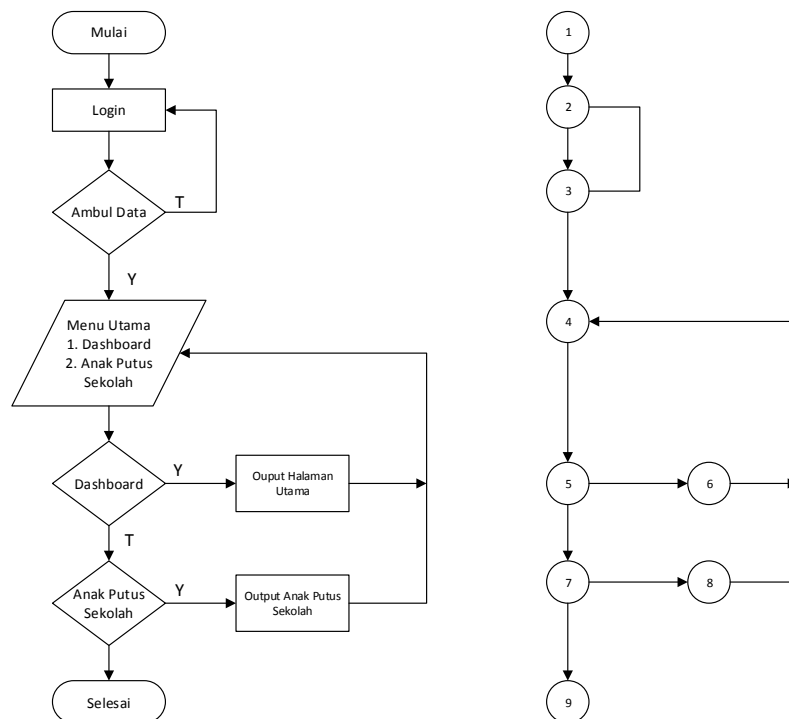 Mulai
Login
Ambul Data
T
Y
Menu Utama
1. Dashboard
2. Anak Putus
Sekolah
Dashboard
Y
Ouput Halaman
Utama
T
Anak Putus
Sekolah
Y
Output Anak Putus
Sekolah
Selesai
1
2
3
4
5
6
7
8
9